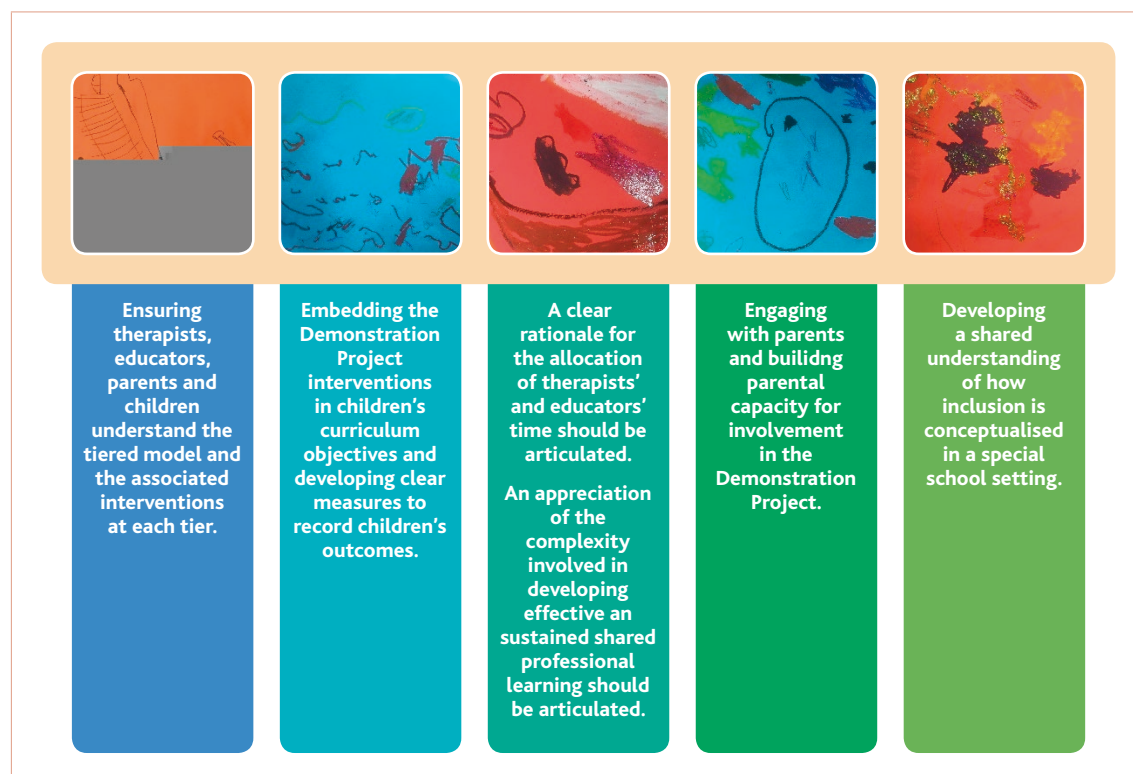 Ensuring
therapists,
educators,
parents and
children
understand the
tiered model and
the associated
interventions
at each tier.
Embedding the
Demonstration
Project
interventions
in children's
curriculum
objectives and
developing clear
measures to
record children's
outcomes.
A clear
rationale for
the allocation
of therapists'
and educators'
time should be
articulated.
An appreciation
of the
complexity
involved in
developing
effective an
sustained shared
professional
learning should
be articulated.
Engaging
with parents
and builidng
parental
capacity for
involvement
in the
Demonstration
Project.
Developing
a shared
understanding
of how
inclusion is
conceptualised
in a special
school setting.